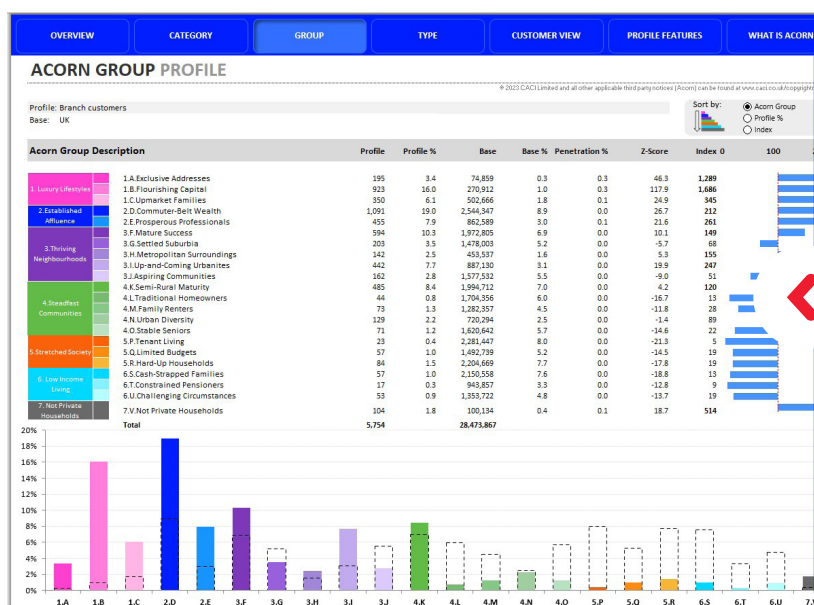 OVERVIEW CATEGORY GROUP TYPE CUSTOMER VIEW PROFILE FEATURES WHAT IS ACORN
ACORN GROUP PROFILE
© 2023 CACI Limited and all other applicable third party notices (Acorn) can be found at www.caci.co.uk/copyright
Profile: Branch customers
Base: UK
Sort by:
Acorn Group
Profile %
Index
Acorn Group Description Profile Profile % Base Base % Penetration % Z-Score Index 0 100
1. Luxury Lifestyles
1.A.Exclusive Addresses 195 3.4 74,859 0.3 0.3 46.3 1,289
1.B.Flourishing Capital 923 16.0 270,912 1.0 0.3 117.9 1,686
1.C.Upmarket Families 350 6.1 502,666 1.8 0.1 24.9 345
2.Established Affluence
2.D.Commuter-Belt Wealth 1,091 19.0 2,544,347 8.9 0.0 26.7 212
2.E.Prosperous Professionals 455 7.9 862,589 3.0 0.1 21.6 261
3.Thriving Neighbourhoods
3.F.Mature Success 594 10.3 1,972,805 6.9 0.0 10.1 149
3.G.Settled Suburbia 203 3.5 1,478,003 5.2 0.0 -5.7 68
3.H.Metropolitan Surroundings 142 2.5 453,537 1.6 0.0 5.3 155
3.I.Up-and-Coming Urbanites 442 7.7 887,130 3.1 0.0 19.9 247
3.J.Aspiring Communities 162 2.8 1,577,532 5.5 0.0 -9.0 51
4.Steadfast Communities
4.K.Semi-Rural Maturity 485 8.4 1,994,712 7.0 0.0 4.2 120
4.L.Traditional Homeowners 44 0.8 1,704,356 6.0 0.0 -16.7 13
4.M.Family Renters 73 1.3 1,282,357 4.5 0.0 -11.8 28
4.N.Urban Diversity 129 2.2 720,294 2.5 0.0 -1.4 89
4.O.Stable Seniors 71 1.2 1,620,642 5.7 0.0 -14.6 22
5.Stretched Society
5.P.Tenant Living 23 0.4 2,281,447 8.0 0.0 -21.3 5
5.Q.Limited Budgets 57 1.0 1,492,739 5.2 0.0 -14.5 19
5.R.Hard-Up Households 84 1.5 2,204,669 7.7 0.0 -17.8 19
6. Low Income Living
6.S.Cash-Strapped Families 57 1.0 2,150,558 7.6 0.0 -18.8 13
6.T.Constrained Pensioners 17 0.3 943,857 3.3 0.0 -12.8 9
6.U.Challenging Circumstances 53 0.9 1,353,722 4.8 0.0 -13.7 19
7. Not Private Households
7.V.Not Private Households 104 1.8 100,134 0.4 0.1 18.7 514
Total 5,754 28,473,867
20%
18%
16%
14%
12%
10%
8%
6%
4%
2%
0%
1.A 1.B 1.C 2.D 2.E 3.F 3.G 3.H 3.I 3.J 4.K 4.L 4.M 4.N 4.O 5.P 5.Q 5.R 6.S 6.T 6.U 7.V